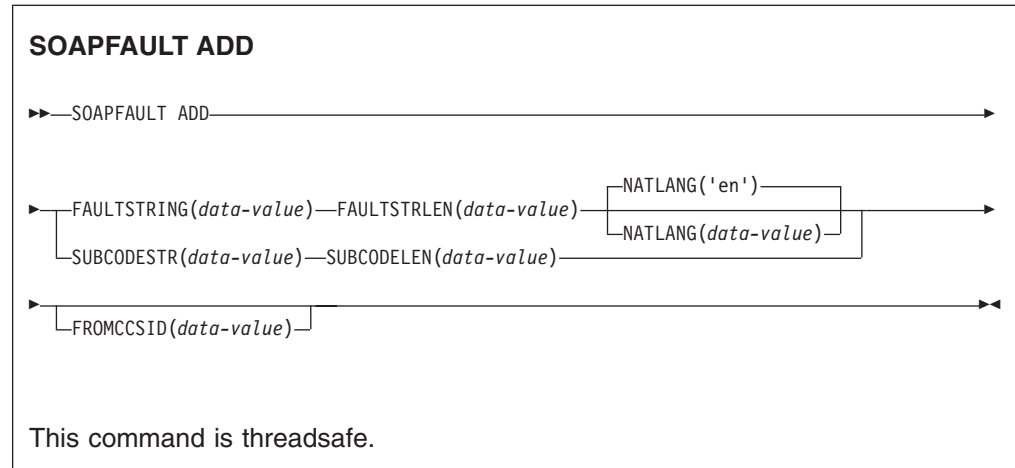 SOAPFAULT ADD
SOAPFAULT ADD
NATLANG('en')
FAULTSTRING(data-value) FAULTSTRLEN(data-value)
NATLANG(data-value)
SUBCODESTR(data-value) SUBCODELEN(data-value)
FROMCCSID(data-value)
This command is threadsafe.